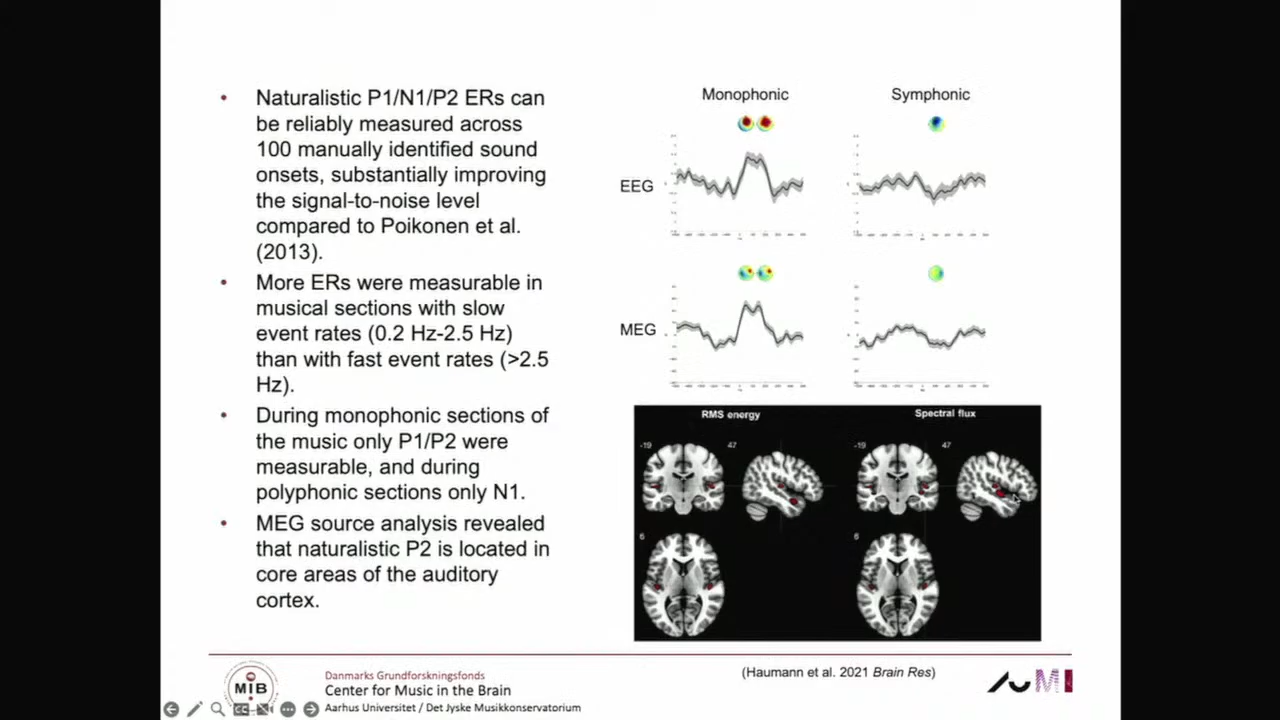 • Naturalistic P1/N1/P2 ERs can
be reliably measured across
100 manually identified sound
onsets, substantially improving
the signal-to-noise level
compared to Poikonen et al.
(2013).
• More ERs were measurable in
musical sections with slow
event rates (0.2 Hz-2.5 Hz)
than with fast event rates (>2.5
Hz).
• During monophonic sections of
the music only P1/P2 were
measurable, and during
polyphonic sections only N1.
• MEG source analysis revealed
that naturalistic P2 is located in
core areas of the auditory
cortex.
Monophonic
Symphonic
EEG
MEG
RMS energy
Spectral flux
-19
47
-19
47
6
6
(Haumann et al. 2021 Brain Res)
MIB
Danmarks Grundforskningsfonds
Center for Music in the Brain
Aarhus Universitet / Det Jyske Musikkonservatorium
CC